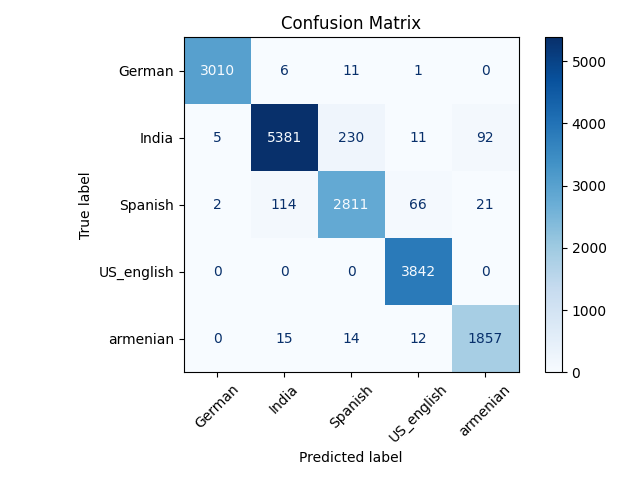 Confusion Matrix
German 3010 6 11 1 0
India 5 5381 230 11 92
Spanish 2 114 2811 66 21
US_english 0 0 0 3842 0
armenian 0 15 14 12 1857
German India Spanish US_english armenian
Predicted label
True label
5000
4000
3000
2000
1000
0